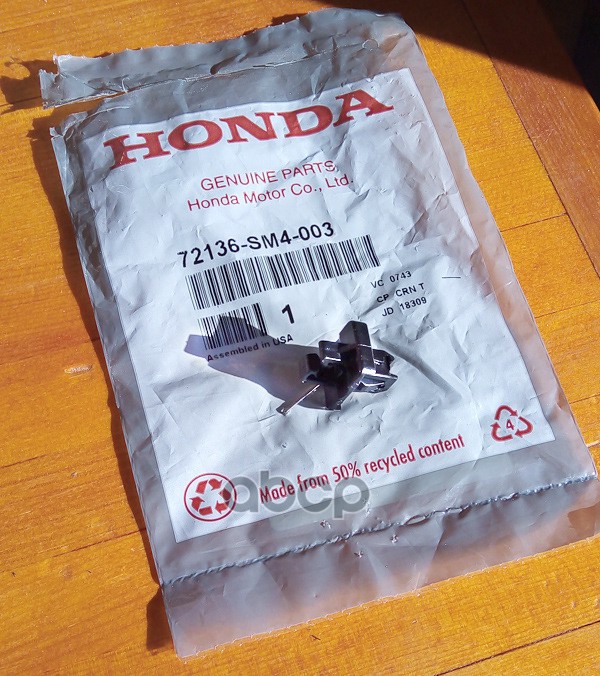 HONDA
GENUINE PARTS
Honda Motor Co., Ltd.
72136-SM4-003
VC 0743
1
CP CRN T
JD 18309
Assembled in USA
4
Made from 50% recycled content
abcp